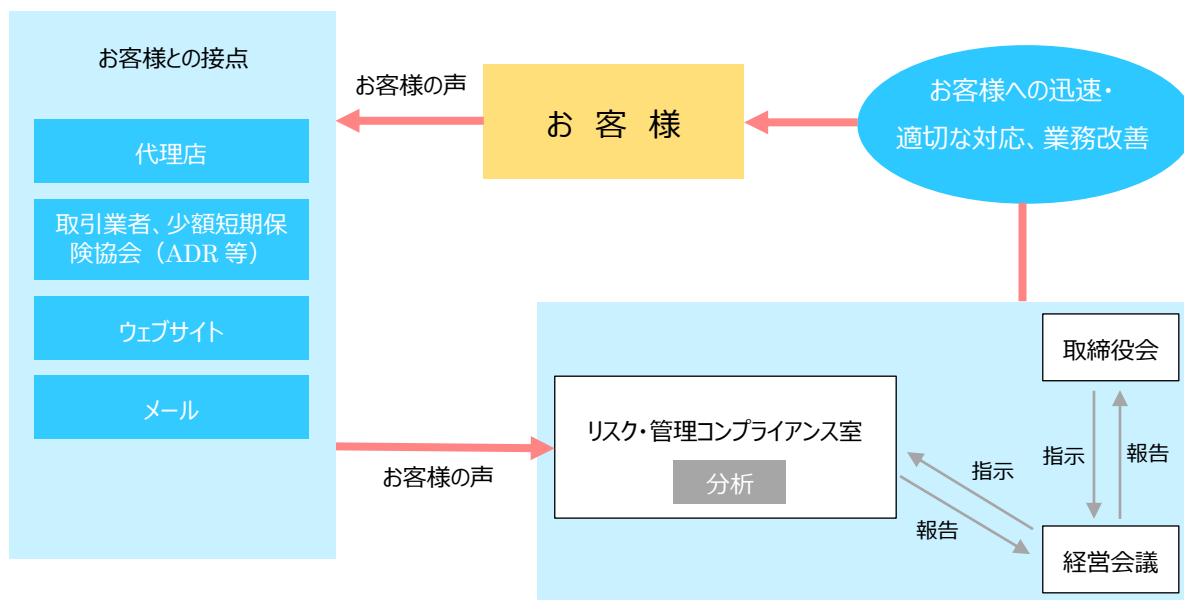 お客様との接点
代理店
取引業者、少額短期保
険協会（ADR 等）
ウェブサイト
メール
お客様の声
お 客 様
お客様への迅速・
適切な対応、業務改善
お客様の声
リスク・管理コンプライアンス室
分析
取締役会
指示
報告
指示
報告
経営会議